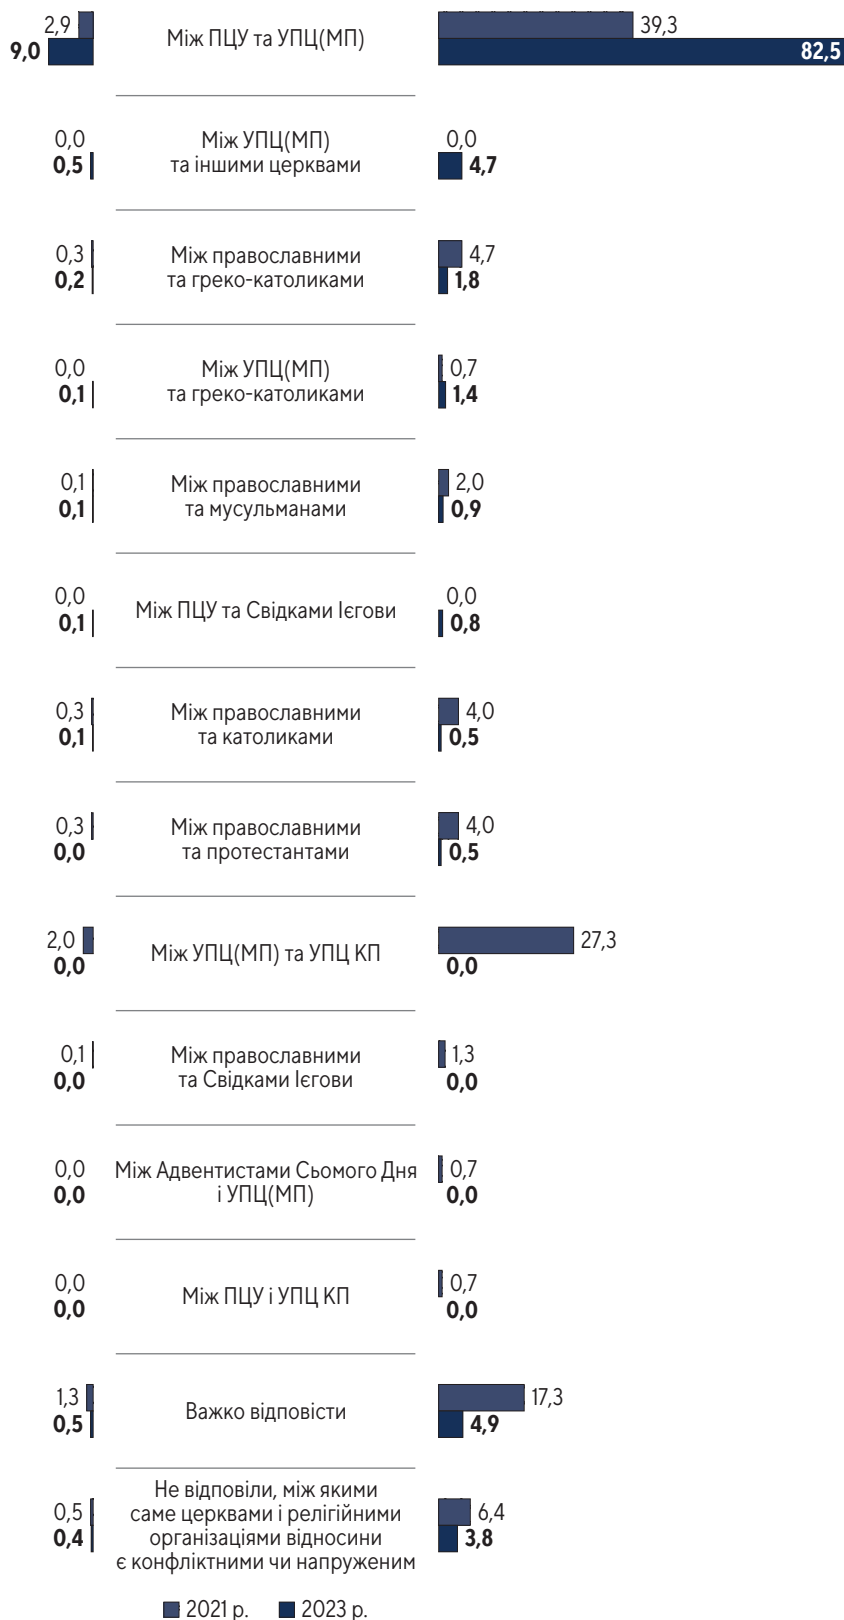 2,9 Між ПЦУ та УПЦ(МП) 39,3
9,0 82,5
0,0 Між УПЦ(МП) 0,0
0,5 та іншими церквами 4,7
0,3 Між православними 4,7
0,2 та греко-католиками 1,8
0,0 Між УПЦ(МП) 0,7
0,1 та греко-католиками 1,4
0,1 Між православними 2,0
0,1 та мусульманами 0,9
0,0 Між ПЦУ та Свідками Ієгови 0,0
0,1 0,8
0,3 Між православними 4,0
0,1 та католиками 0,5
0,3 Між православними 4,0
0,0 та протестантами 0,5
2,0 Між УПЦ(МП) та УПЦ КП 27,3
0,0 0,0
0,1 Між православними 1,3
0,0 та Свідками Ієгови 0,0
0,0 Між Адвентистами Сьомого Дня 0,7
0,0 і УПЦ(МП) 0,0
0,0 Між ПЦУ і УПЦ КП 0,7
0,0 0,0
1,3 Важко відповісти 17,3
0,5 4,9
Не відповіли, між якими
0,5 саме церквами і релігійними 6,4
0,4 організаціями відносини 3,8
є конфліктними чи напруженим
2021 р. 2023 р.